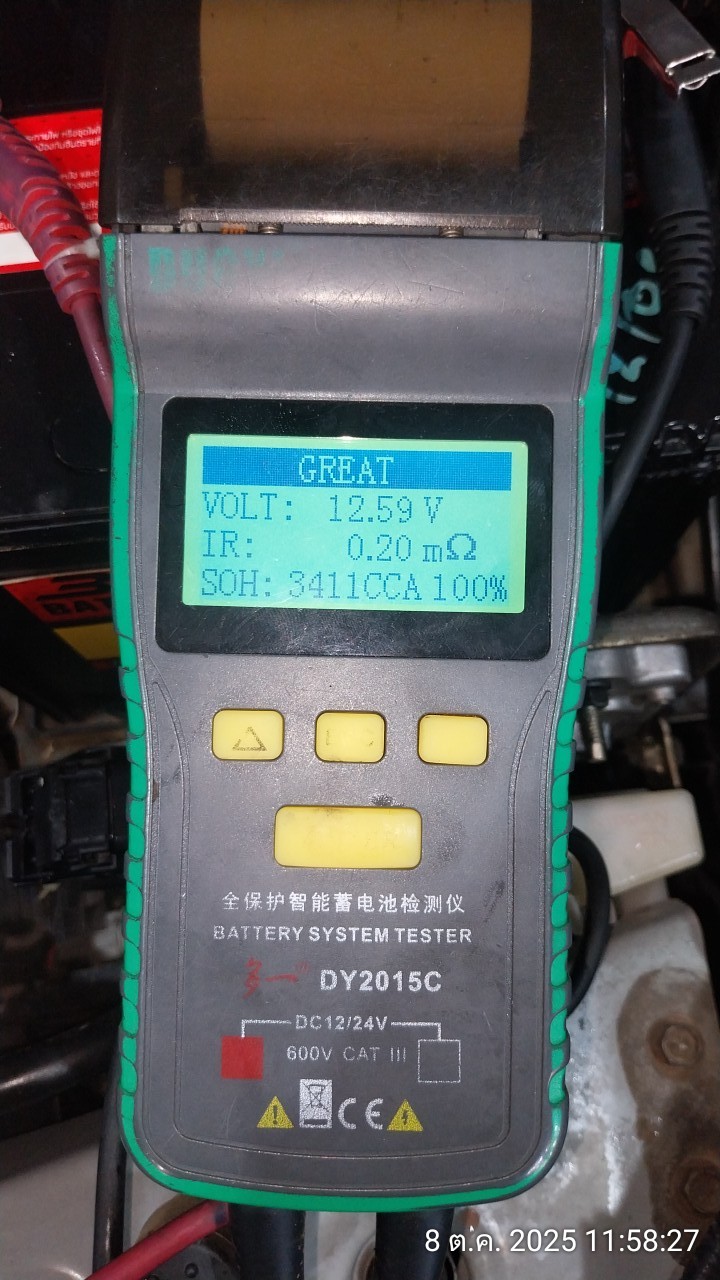 GREAT
VOLT: 12.59 V
IR: 0.20 mΩ
SOH: 3411CCA 100%
全保护智能蓄电池检测仪
BATTERY SYSTEM TESTER
多一 DY2015C
DC12/24V
600V CAT III
CE
8 ต.ค. 2025 11:58:27